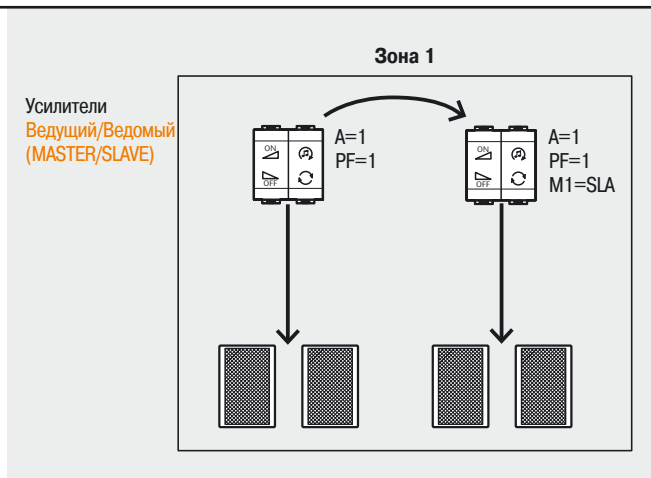 Зона 1
Усилители
Ведущий/Ведомый
(MASTER/SLAVE)
ON
OFF
A=1
PF=1
ON
OFF
A=1
PF=1
M1=SLA